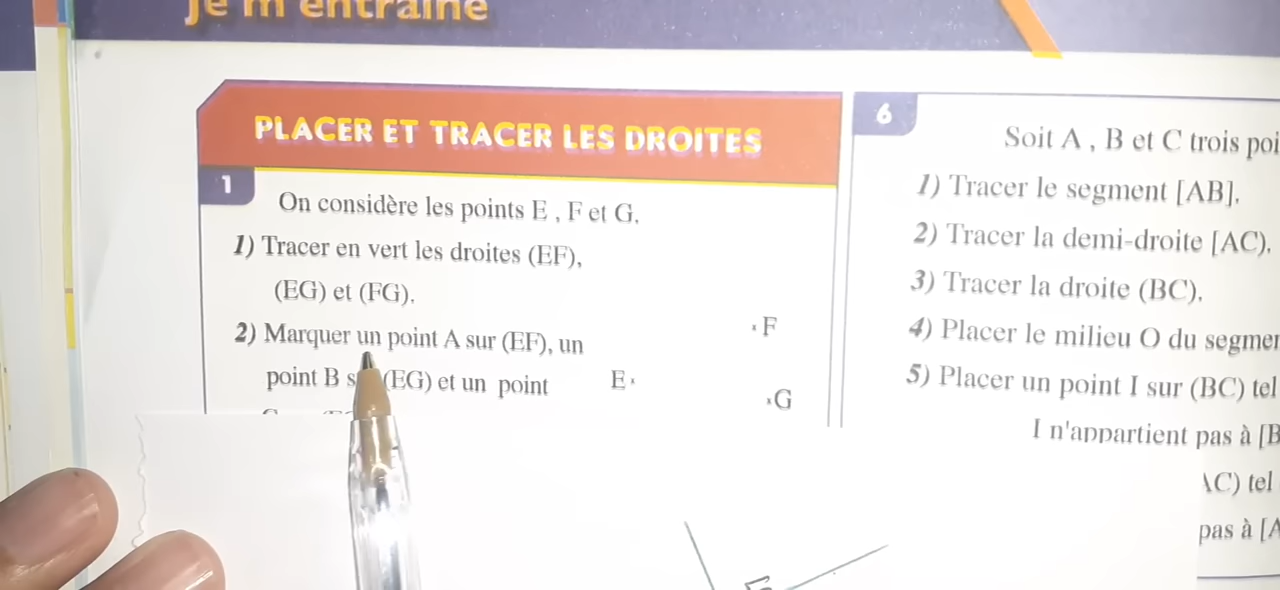 Je m'entraîne
PLACER ET TRACER LES DROITES
1
On considère les points E , F et G.
1) Tracer en vert les droites (EF),
(EG) et (FG).
2) Marquer un point A sur (EF), un
point B (EG) et un point
F
E
G
6
Soit A , B et C trois
1) Tracer le segment [AB].
2) Tracer la demi-droite [AC).
3) Tracer la droite (BC).
4) Placer le milieu O du
5) Placer un point I sur (BC) tel
I n'appartient pas à [B
AC) tel
pas à [A